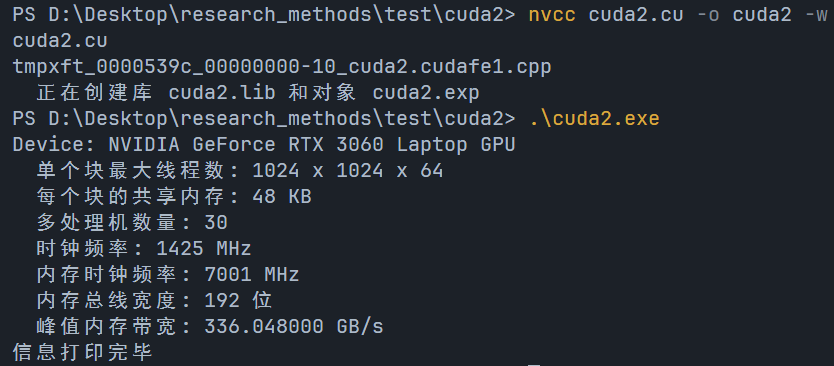 PS D:\Desktop\research_methods\test\cuda2> nvcc cuda2.cu -o cuda2 -w
cuda2.cu
tmpxft_0000539c_00000000-10_cuda2.cudafe1.cpp
  正在创建库 cuda2.lib 和对象 cuda2.exp
PS D:\Desktop\research_methods\test\cuda2> .\cuda2.exe
Device: NVIDIA GeForce RTX 3060 Laptop GPU
  单个块最大线程数: 1024 x 1024 x 64
  每个块的共享内存: 48 KB
  多处理机数量: 30
  时钟频率: 1425 MHz
  内存时钟频率: 7001 MHz
  内存总线宽度: 192 位
  峰值内存带宽: 336.048000 GB/s
信息打印完毕